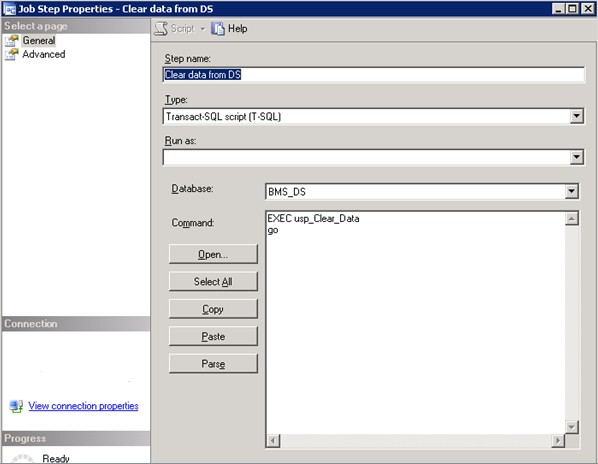 Job Step Properties - Clear data from DS
Select a page
General
Advanced
Script
Help
Step name:
Clear data from DS
Type:
Transact-SQL script (T-SQL)
Run as:
Database:
BMS_DS
Command:
EXEC usp_Clear_Data
go
Open...
Select All
Copy
Paste
Parse
Connection
View connection properties
Progress
Ready